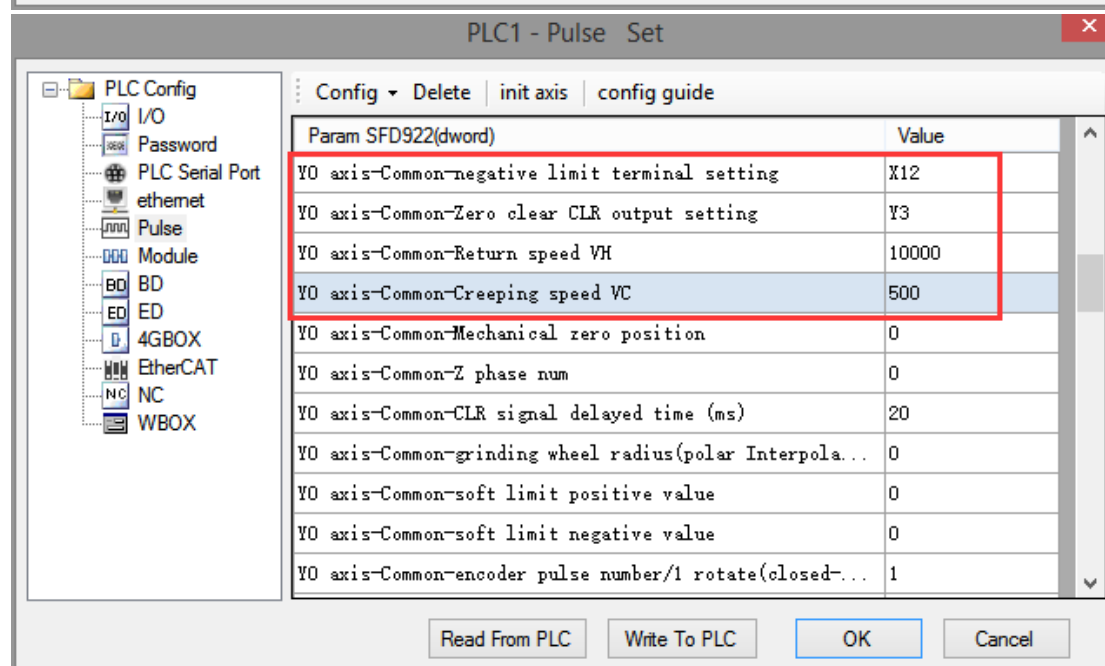 PLC1 - Pulse Set
PLC Config
I/O I/O
Password
PLC Serial Port
ethernet
Pulse
Module
BD BD
ED ED
4GBOX
EtherCAT
NC NC
WBOX
Config Delete init axis config guide
Param SFD922(dword) Value
Y0 axis-Common-negative limit terminal setting X12
Y0 axis-Common-Zero clear CLR output setting Y3
Y0 axis-Common-Return speed VH 10000
Y0 axis-Common-Creeping speed VC 500
Y0 axis-Common-Mechanical zero position 0
Y0 axis-Common-Z phase num 0
Y0 axis-Common-CLR signal delayed time (ms) 20
Y0 axis-Common-grinding wheel radius(polar Interpola... 0
Y0 axis-Common-soft limit positive value 0
Y0 axis-Common-soft limit negative value 0
Y0 axis-Common-encoder pulse number/1 rotate(closed-... 1
Read From PLC Write To PLC OK Cancel